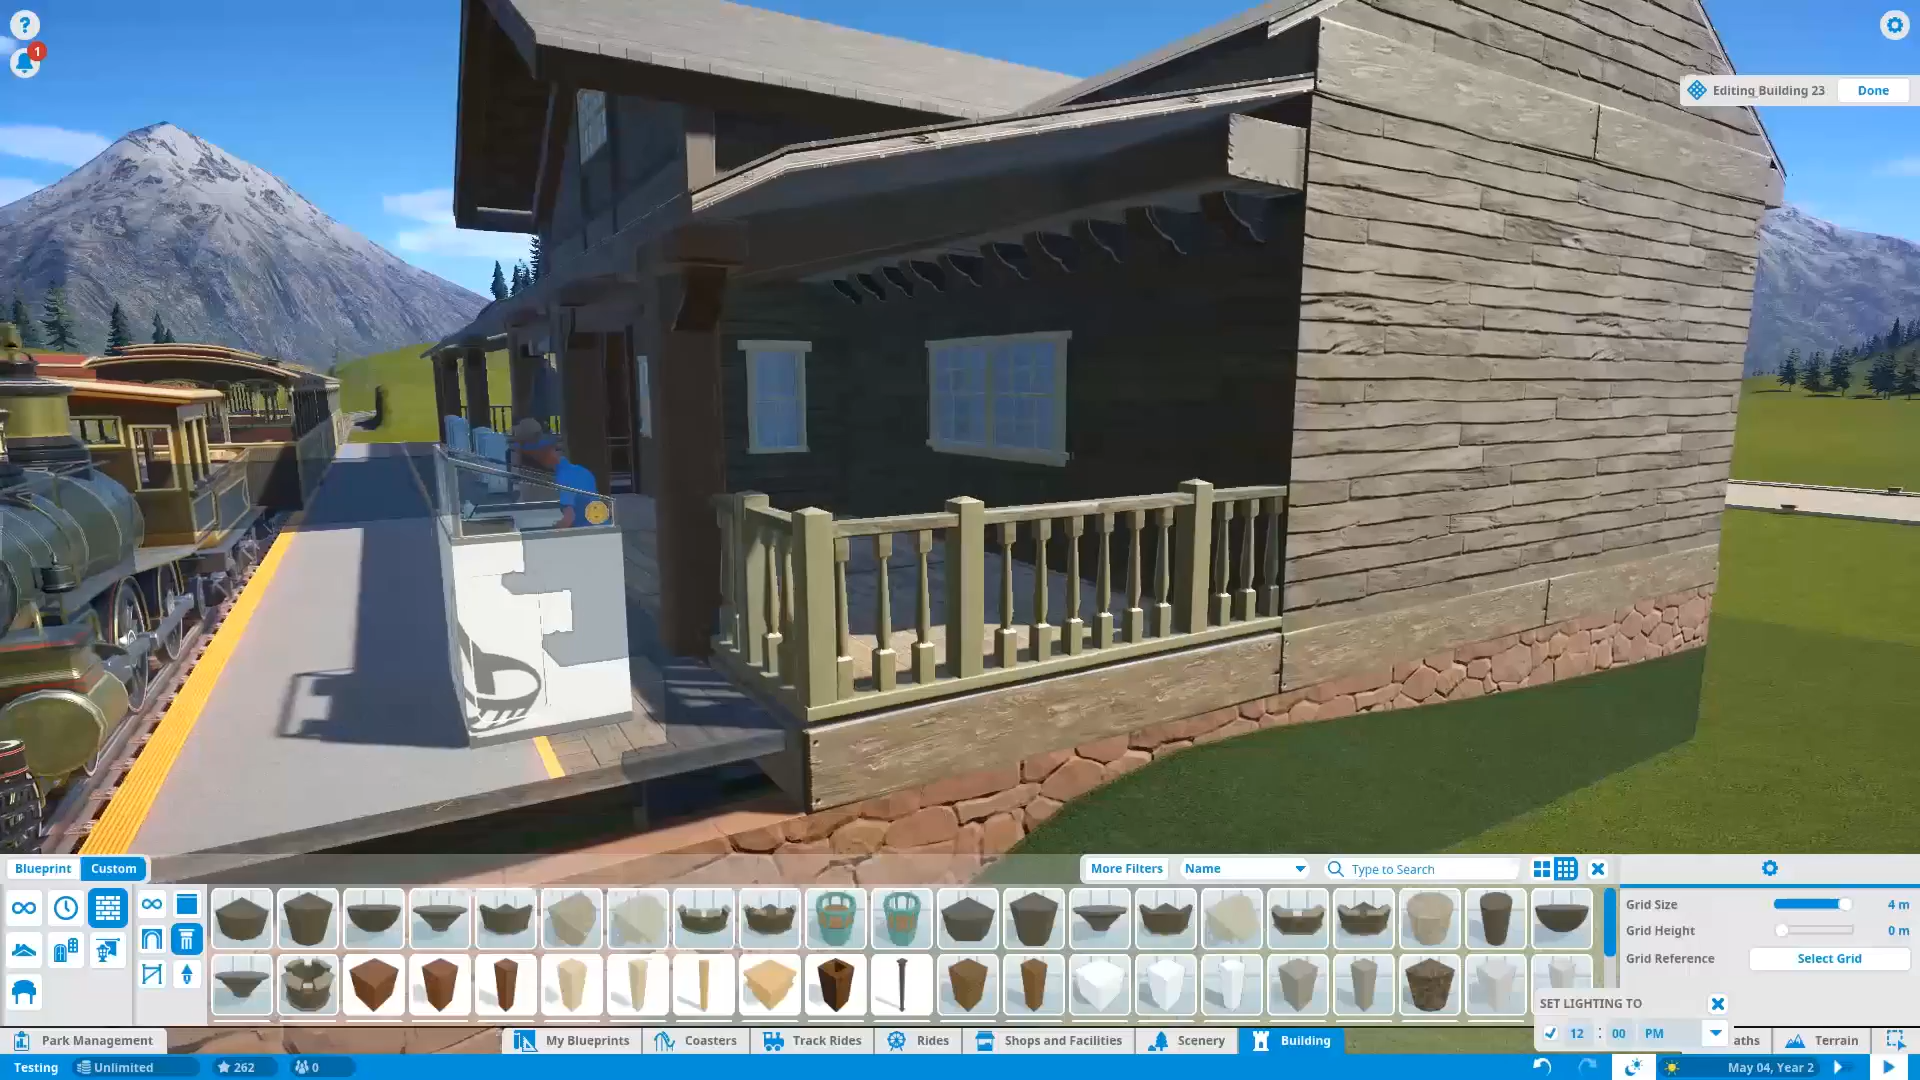 ?
1
Editing Building 23
Done
Blueprint
Custom
More Filters
Name
Type to Search
Grid Size
4 m
Grid Height
0 m
Grid Reference
Select Grid
SET LIGHTING TO
12 : 00 PM
Park Management
My Blueprints
Coasters
Track Rides
Rides
Shops and Facilities
Scenery
Building
aths
Terrain
Testing
Unlimited
262
0
May 04, Year 2